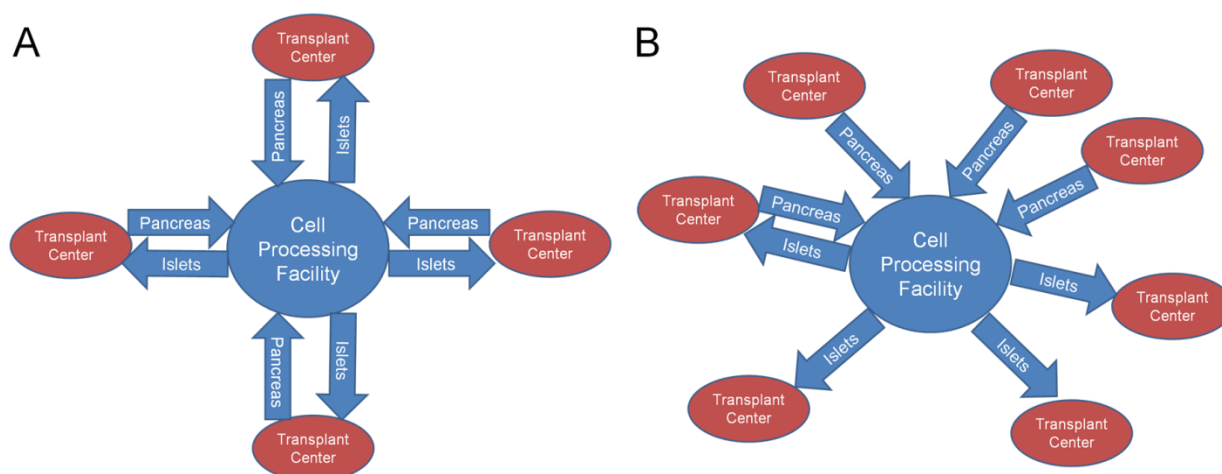 A
Transplant
Center
Pancreas
Islets
Transplant
Center
Pancreas
Islets
Cell
Processing
Facility
Pancreas
Islets
Transplant
Center
Pancreas
Islets
Transplant
Center
B
Transplant
Center
Transplant
Center
Transplant
Center
Pancreas
Pancreas
Pancreas
Transplant
Center
Pancreas
Islets
Cell
Processing
Facility
Islets
Transplant
Center
Islets
Islets
Transplant
Center
Transplant
Center